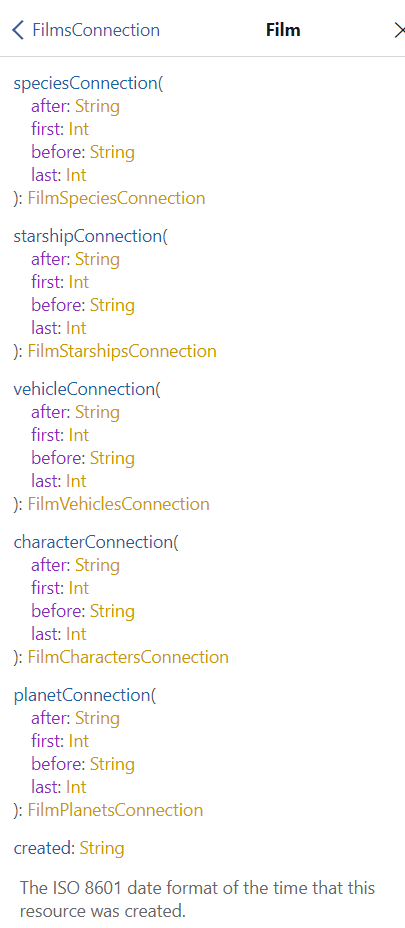 FilmsConnection Film
speciesConnection(
after: String
first: Int
before: String
last: Int
): FilmSpeciesConnection
starshipConnection(
after: String
first: Int
before: String
last: Int
): FilmStarshipsConnection
vehicleConnection(
after: String
first: Int
before: String
last: Int
): FilmVehiclesConnection
characterConnection(
after: String
first: Int
before: String
last: Int
): FilmCharactersConnection
planetConnection(
after: String
first: Int
before: String
last: Int
): FilmPlanetsConnection
created: String
The ISO 8601 date format of the time that this
resource was created.